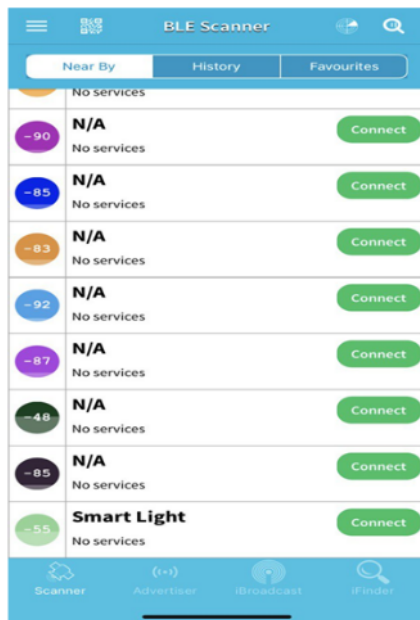 BLE Scanner
Near By History Favourites
No services
-90 N/A Connect
No services
-85 N/A Connect
No services
-83 N/A Connect
No services
-92 N/A Connect
No services
-87 N/A Connect
No services
-48 N/A Connect
No services
-85 N/A Connect
No services
-55 Smart Light Connect
No services
Scanner Advertiser iBroadcast iFinder